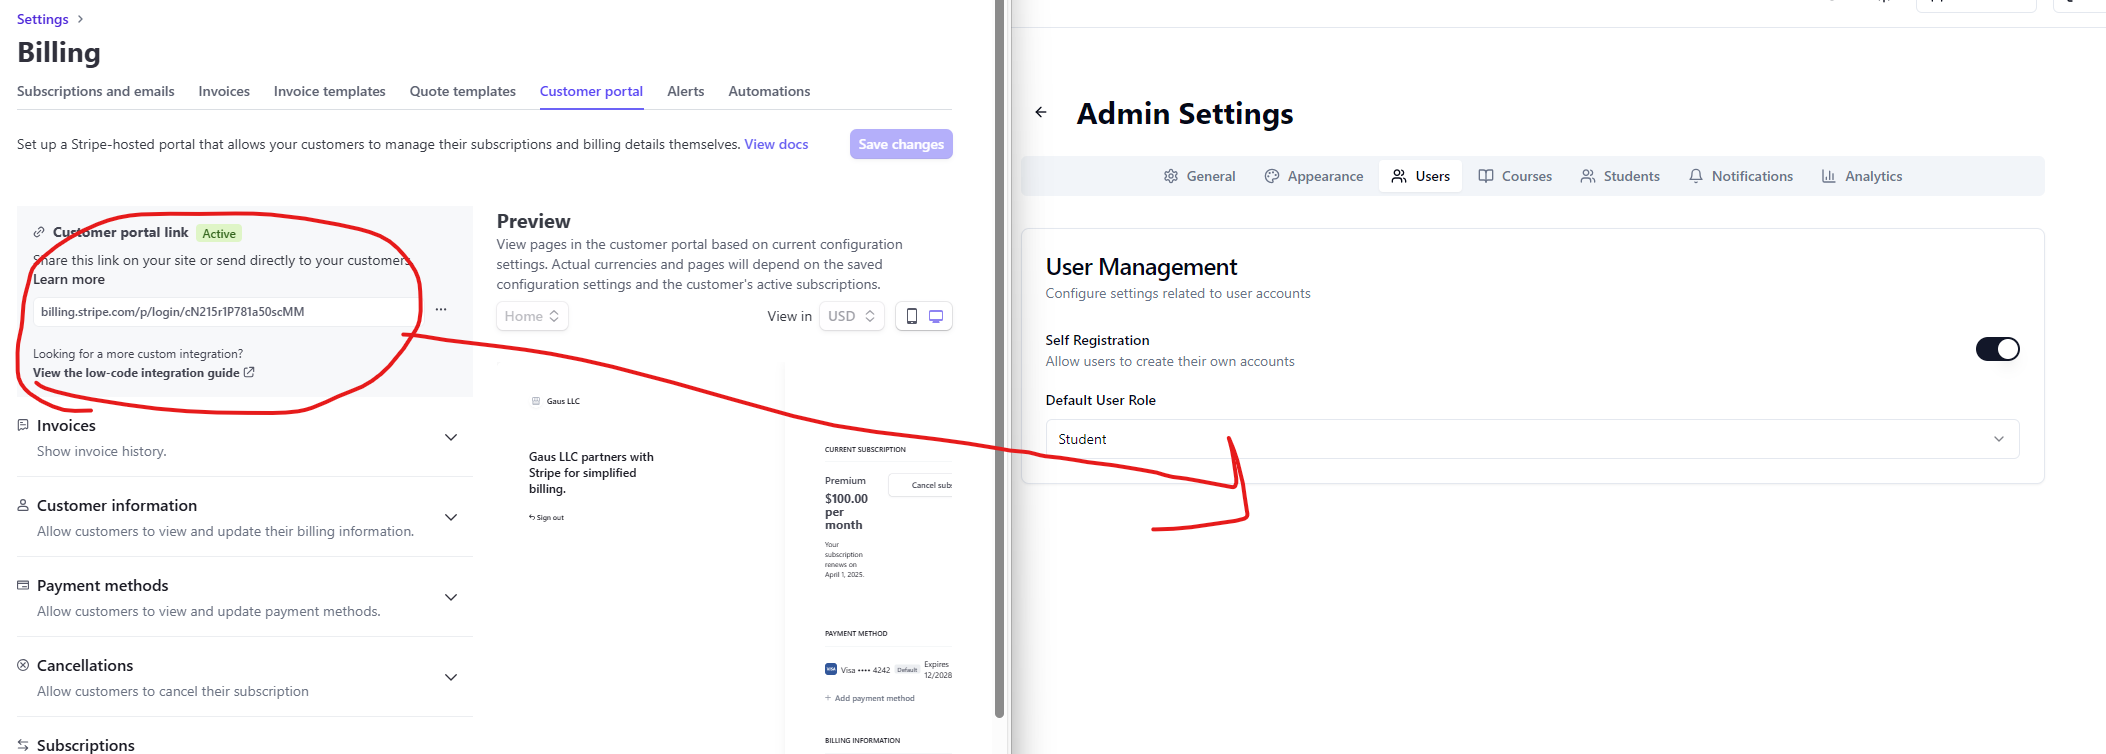 Settings
Billing
Subscriptions and emails Invoices Invoice templates Quote templates Customer portal Alerts Automations
Set up a Stripe-hosted portal that allows your customers to manage their subscriptions and billing details themselves. View docs
Save changes
Customer portal link Active
Share this link on your site or send directly to your customers.
Learn more
billing.stripe.com/p/login/cN215r1P781a50scMM
Looking for a more custom integration?
View the low-code integration guide
Invoices
Show invoice history.
Customer information
Allow customers to view and update their billing information.
Payment methods
Allow customers to view and update payment methods.
Cancellations
Allow customers to cancel their subscription
Subscriptions
Preview
View pages in the customer portal based on current configuration
settings. Actual currencies and pages will depend on the saved
configuration settings and the customer's active subscriptions.
Home
View in USD
Gaus LLC
Gaus LLC partners with
Stripe for simplified
billing.
Sign out
CURRENT SUBSCRIPTION
Premium
$100.00
per
month
Cancel subs
Your
subscription
renews on
April 1, 2025.
PAYMENT METHOD
VISA Visa •••• 4242 Default
Expires
12/2028
+ Add payment method
BILLING INFORMATION
Admin Settings
General Appearance Users Courses Students Notifications Analytics
User Management
Configure settings related to user accounts
Self Registration
Allow users to create their own accounts
Default User Role
Student